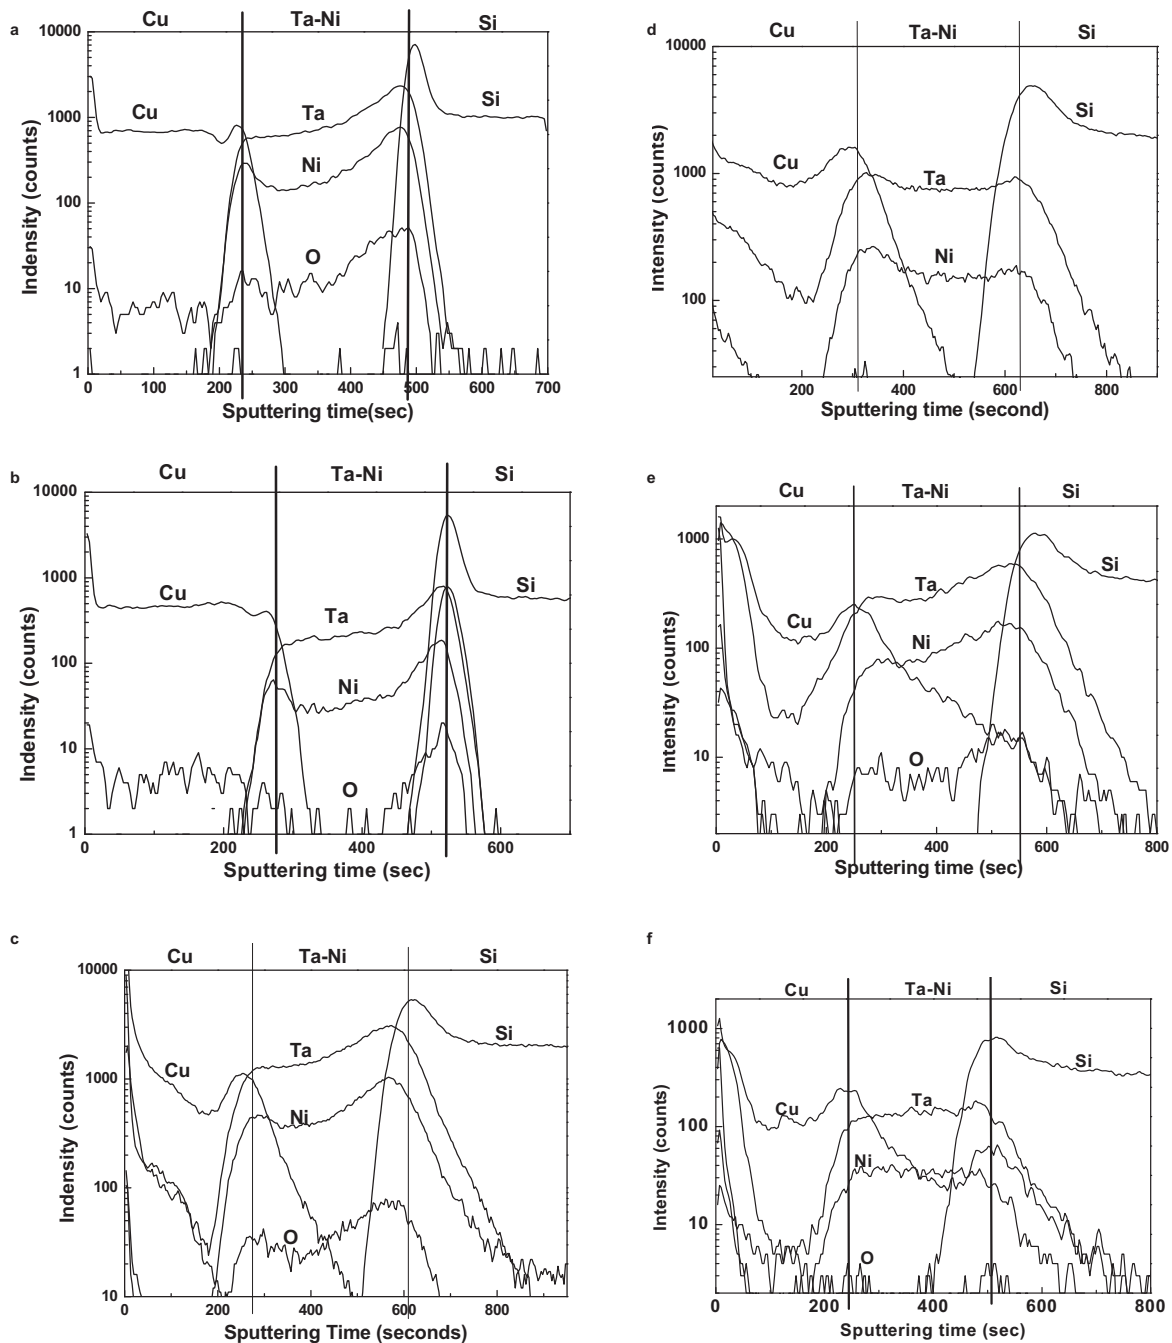 a
Cu Ta-Ni Si
10000
1000
100
10
1
Indensity (counts)
Cu
Ta
Ni
O
Si
0 100 200 300 400 500 600 700
Sputtering time(sec)
b
Cu Ta-Ni Si
10000
1000
100
10
1
Indensity (counts)
Cu
Ta
Ni
O
Si
0 200 400 600
Sputtering time (sec)
c
Cu Ta-Ni Si
10000
1000
100
10
Indensity (counts)
Cu
Ta
Ni
O
Si
0 200 400 600 800
Sputtering Time (seconds)
d
Cu Ta-Ni Si
10000
1000
100
Intensity (counts)
Cu
Ta
Ni
Si
200 400 600 800
Sputtering time (second)
e
Cu Ta-Ni Si
1000
100
10
Intensity (counts)
Cu
Ta
Ni
O
Si
0 200 400 600 800
Sputtering time (sec)
f
Cu Ta-Ni Si
1000
100
10
Intensity (counts)
Cu
Ta
Ni
O
Si
0 200 400 600 800
Sputtering time (sec)